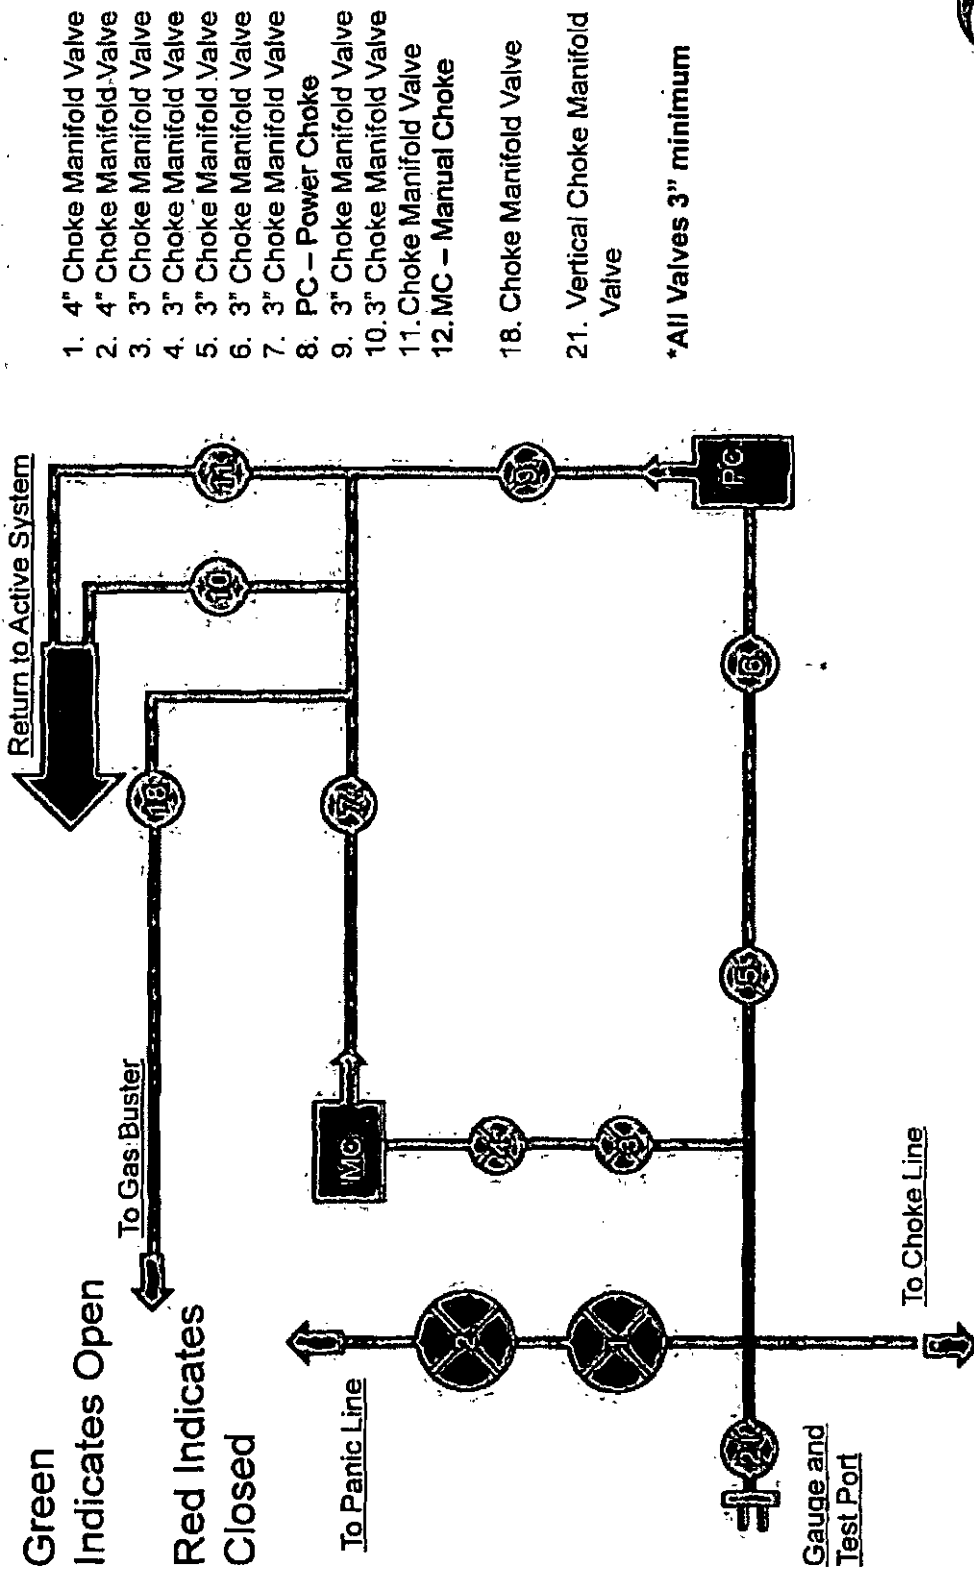 Green
Indicates Open
Red Indicates
Closed
To Gas Buster
Return to Active System
To Panic Line
Gauge and
Test Port
To Choke Line
18
11
10
7
9
MC
PC
4
3
2
1
5
6
21
1. 4" Choke Manifold Valve
2. 4" Choke Manifold Valve
3. 3" Choke Manifold Valve
4. 3" Choke Manifold Valve
5. 3" Choke Manifold Valve
6. 3" Choke Manifold Valve
7. 3" Choke Manifold Valve
8. PC – Power Choke
9. 3" Choke Manifold Valve
10. 3" Choke Manifold Valve
11. Choke Manifold Valve
12. MC – Manual Choke
18. Choke Manifold Valve
21. Vertical Choke Manifold
Valve
*All Valves 3" minimum